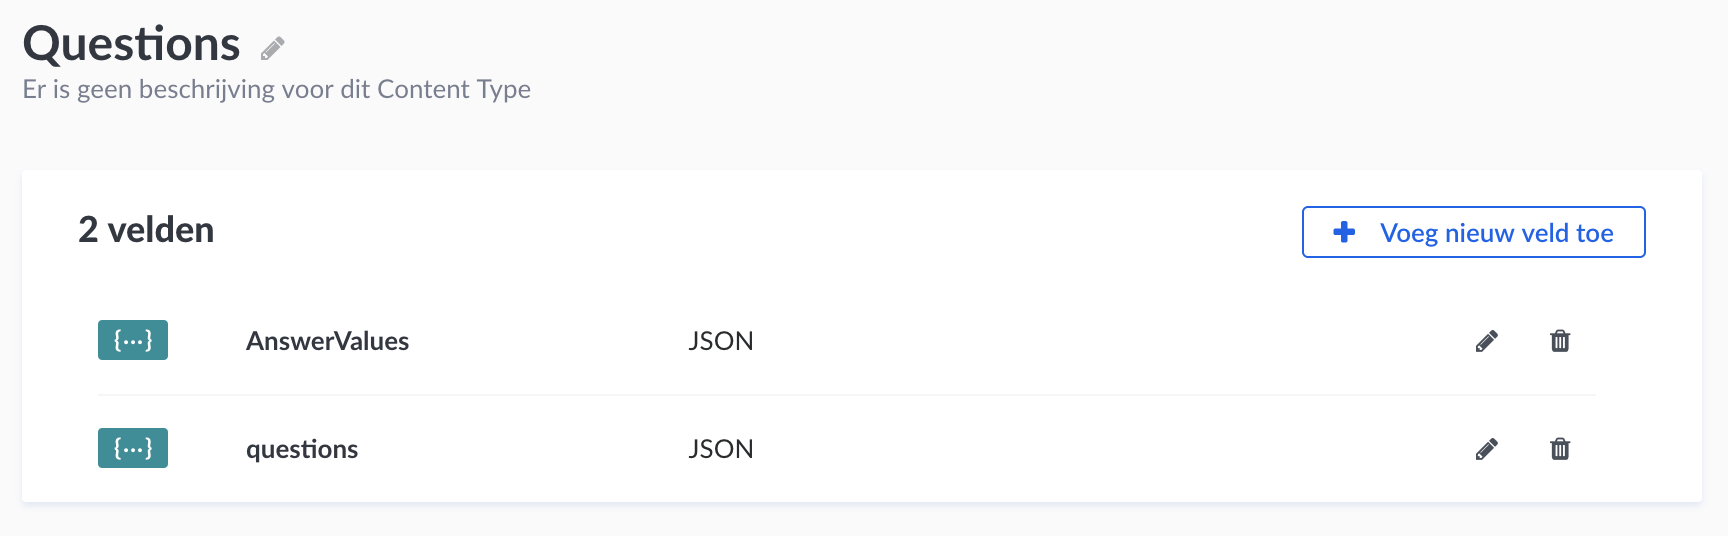 Questions
Er is geen beschrijving voor dit Content Type
2 velden
Voeg nieuw veld toe
{...} AnswerValues JSON
{...} questions JSON